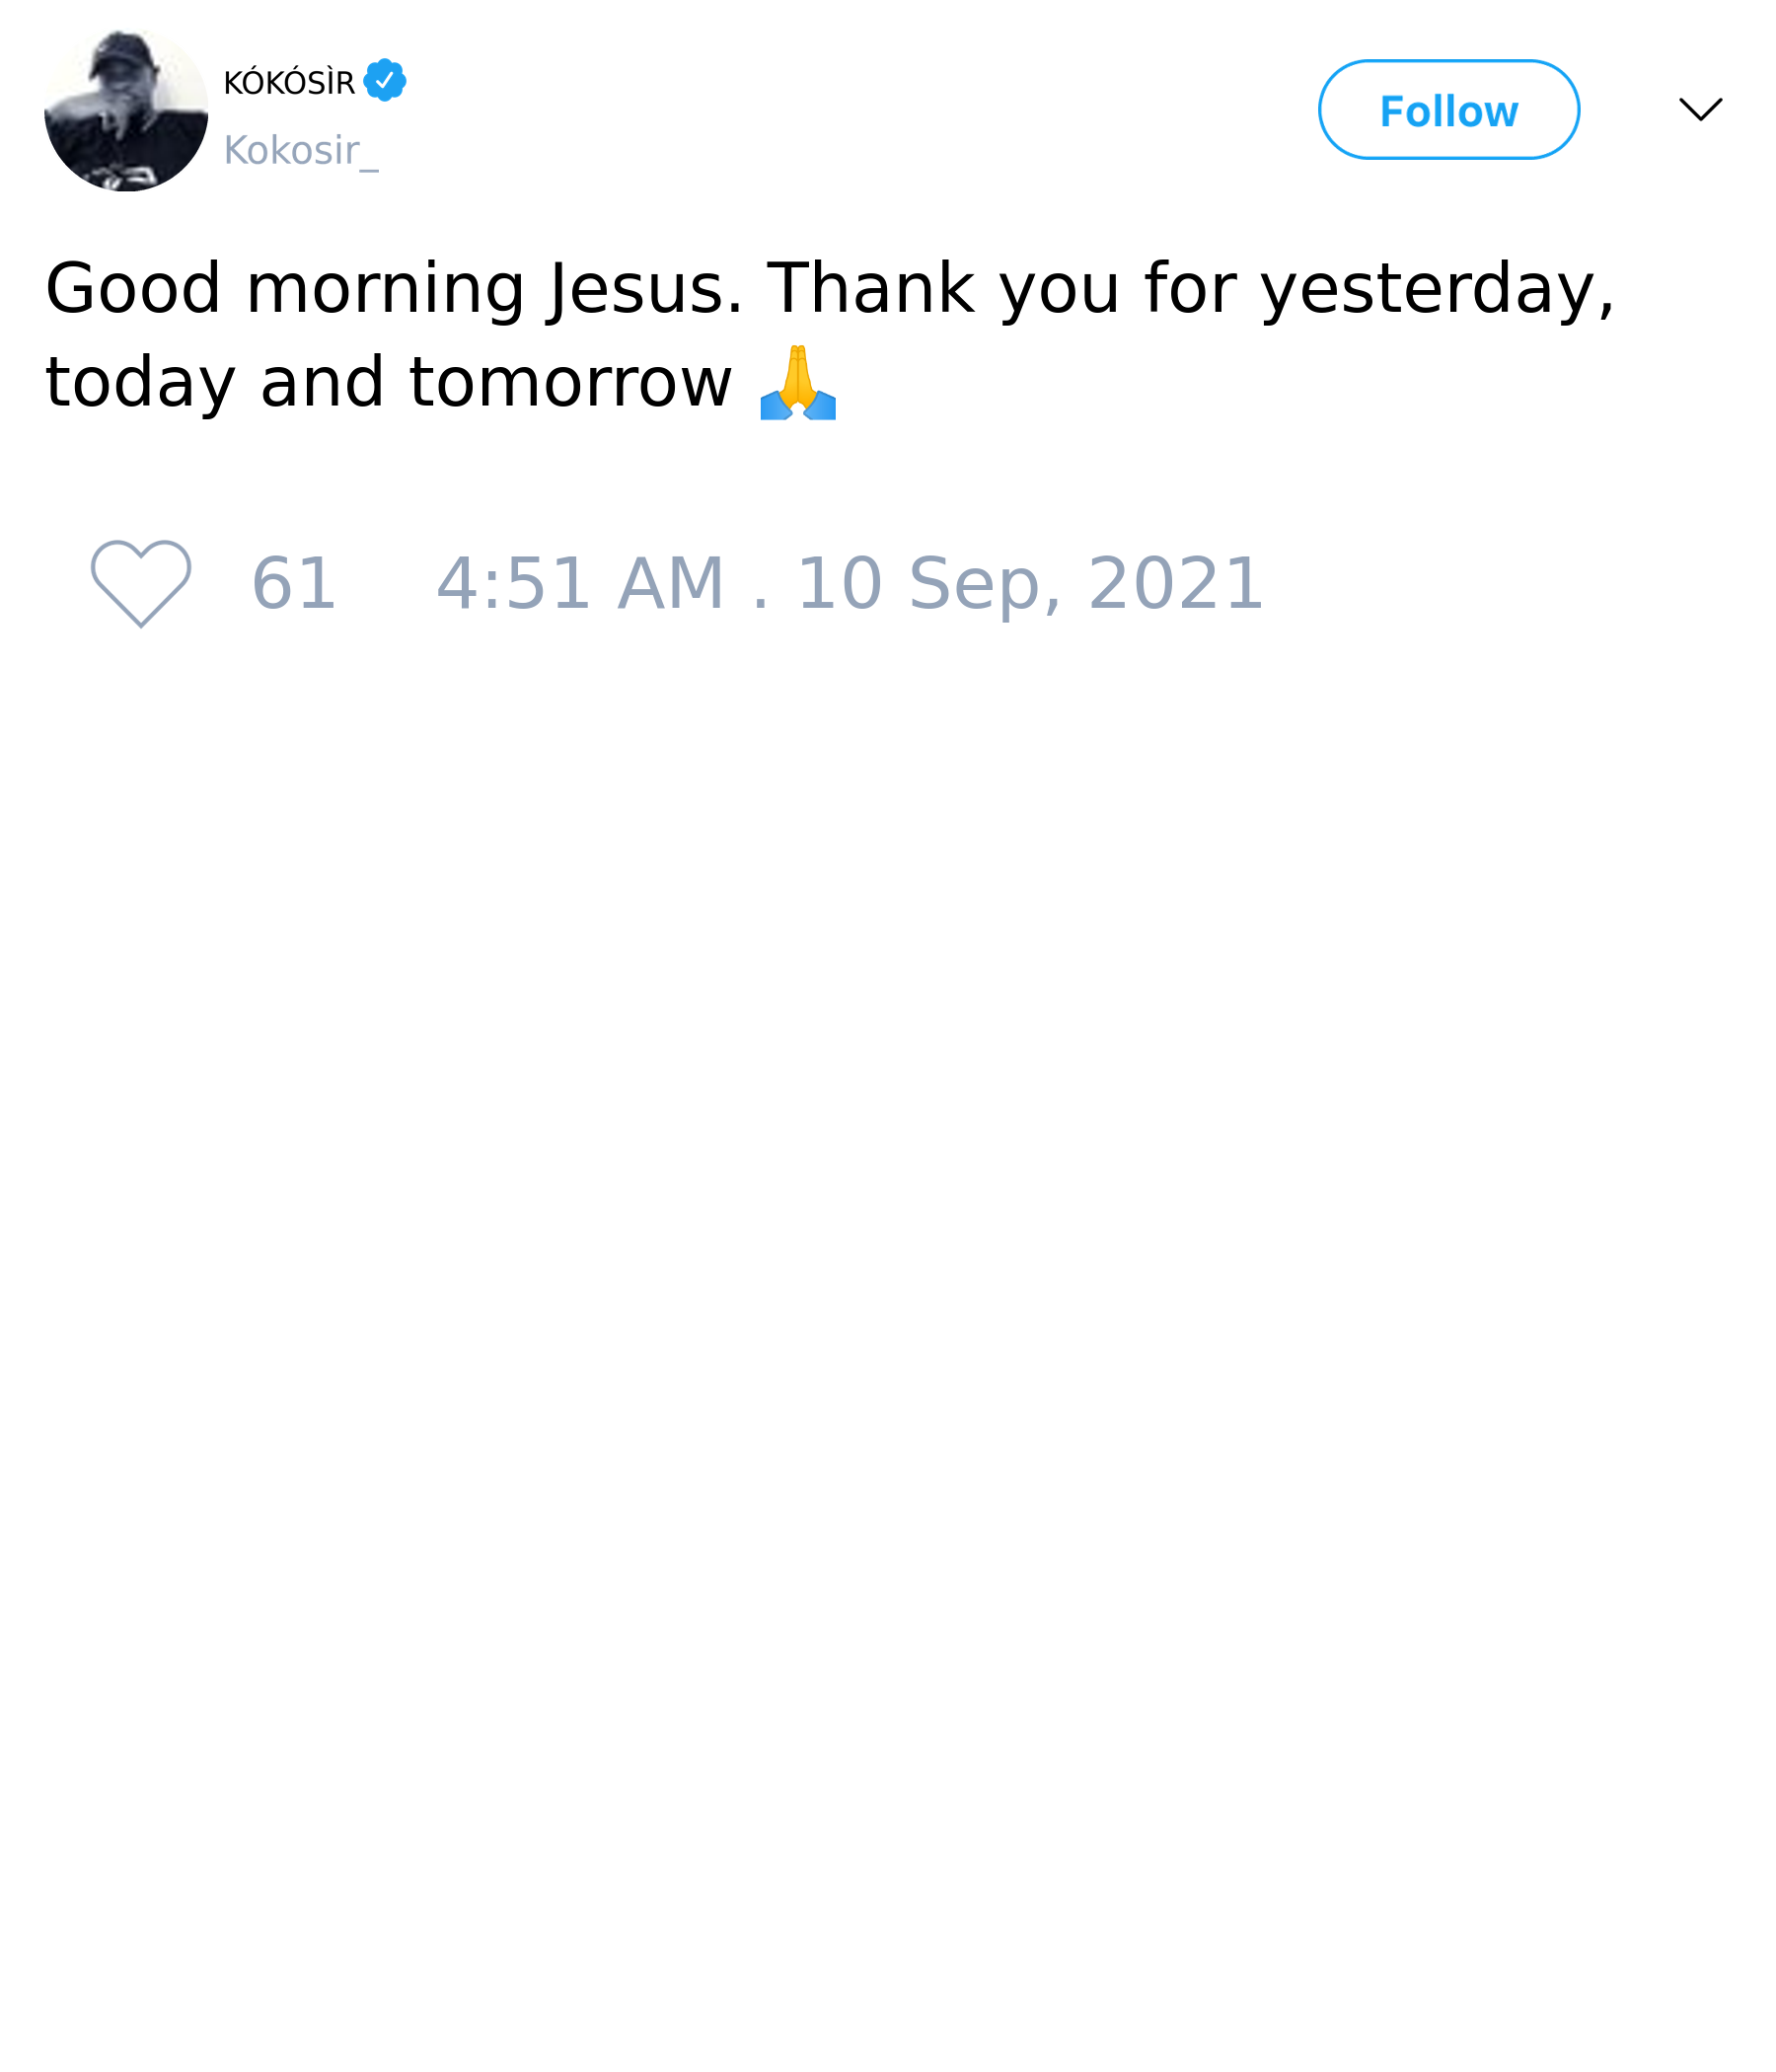 KÓKÓSÌR
Kokosir_
Follow
Good morning Jesus. Thank you for yesterday,
today and tomorrow 🙏
61 4:51 AM . 10 Sep, 2021